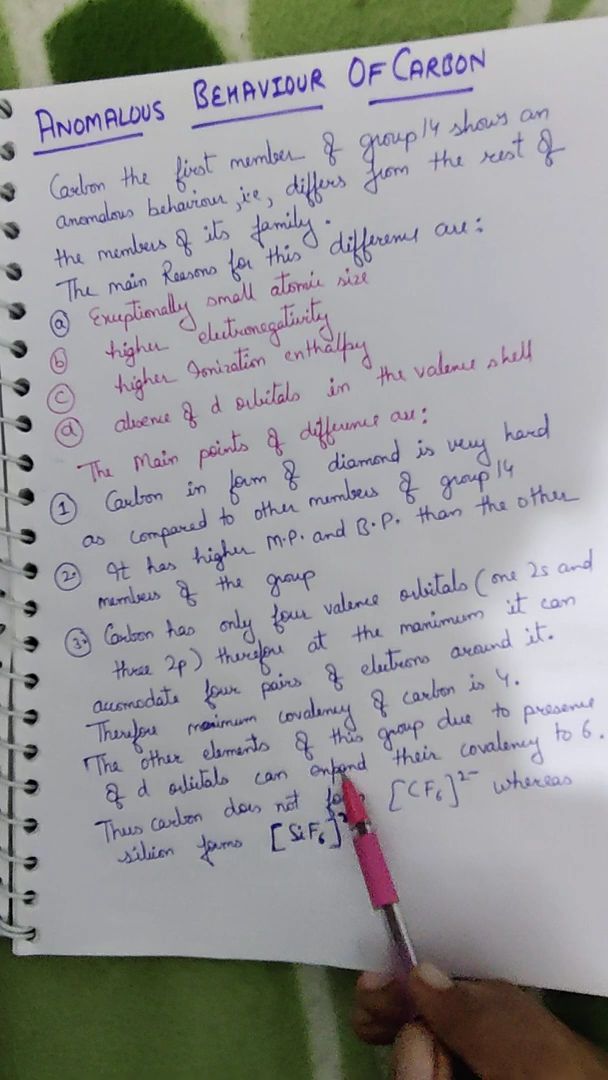 ANOMALOUS BEHAVIOUR OF CARBON
Carbon the first member of group 14 shows an
anomalous behaviour, i.e, differs from the rest of
the members of its family.
The main Reasons for this difference are:
a Exceptionally small atomic size
b higher electronegativity
c higher Ionization enthalpy
d absence of d orbitals in the valence shell
The Main points of difference are:
1 Carbon in form of diamond is very hard
as compared to other members of group 14
2. It has higher M.P. and B.P. than the other
members of the group
3. Carbon has only four valence orbitals (one 2s and
three 2p) therefore at the maximum it can
accomodate four pairs of electrons around it.
Therefore maximum covalency of carbon is 4.
The other elements of this group due to presence
of d orbitals can expand their covalency to 6.
Thus carbon does not [CF₆]²⁻ whereas
silicon forms [SiF₆]